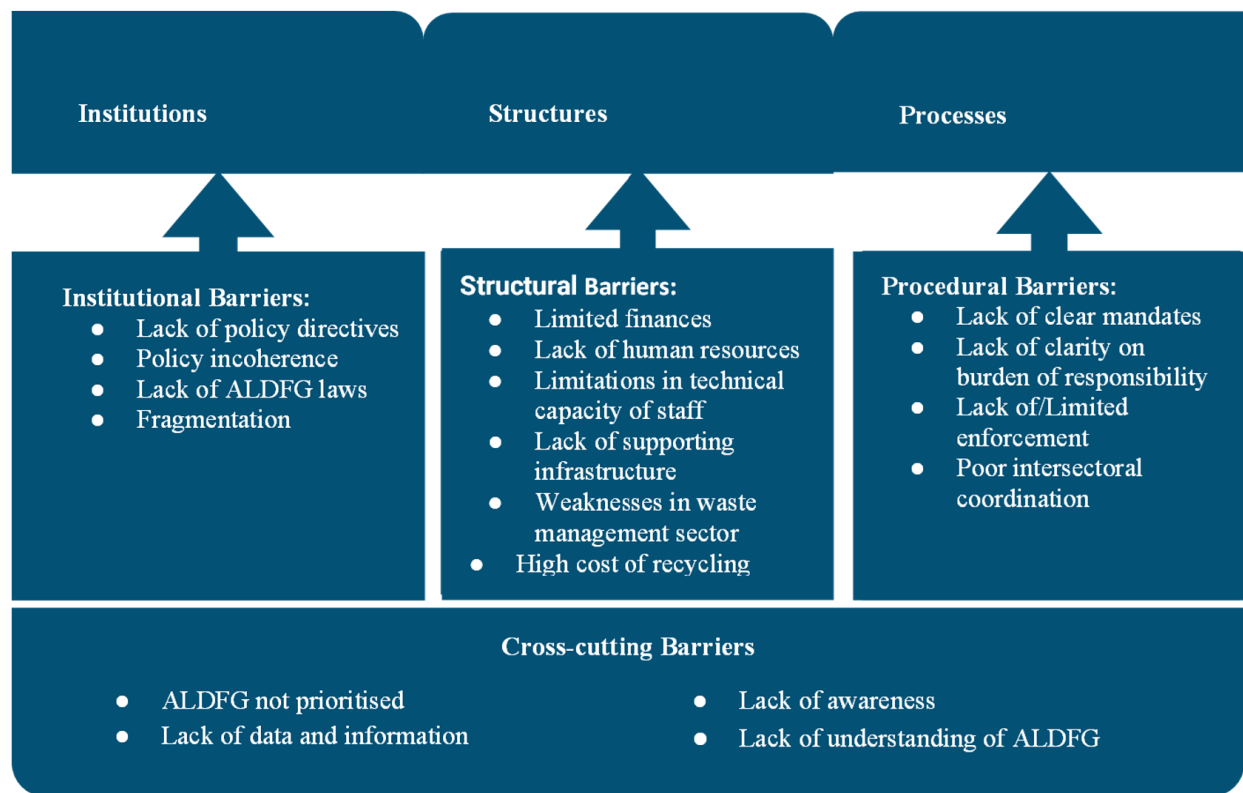 Institutions
Structures
Processes
Institutional Barriers:
● Lack of policy directives
● Policy incoherence
● Lack of ALDFG laws
● Fragmentation
Structural Barriers:
● Limited finances
● Lack of human resources
● Limitations in technical
capacity of staff
● Lack of supporting
infrastructure
● Weaknesses in waste
management sector
● High cost of recycling
Procedural Barriers:
● Lack of clear mandates
● Lack of clarity on
burden of responsibility
● Lack of/Limited
enforcement
● Poor intersectoral
coordination
Cross-cutting Barriers
● ALDFG not prioritised
● Lack of data and information
● Lack of awareness
● Lack of understanding of ALDFG